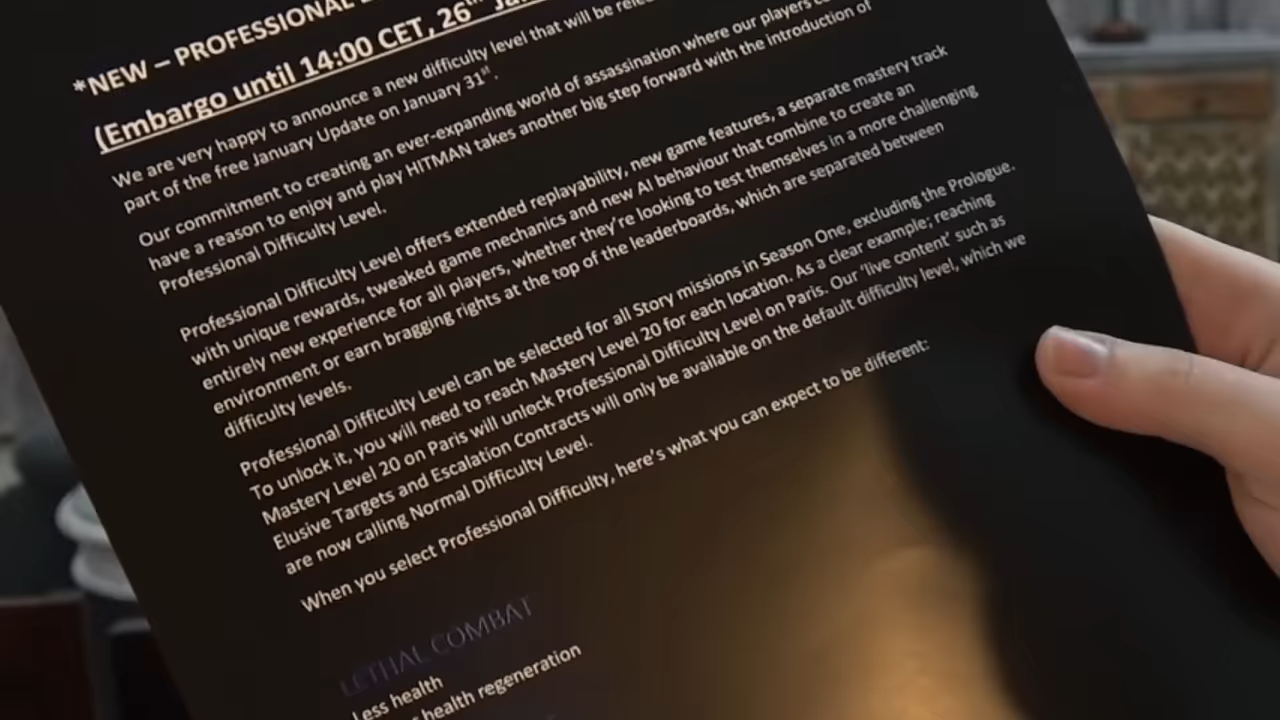 *NEW – PROFESSIONAL
(Embargo until 14:00 CET, 26th
We are very happy to announce a new difficulty level that will be
part of the free January Update on January 31st.
Our commitment to creating an ever-expanding world of assassination where our players
have a reason to enjoy and play HITMAN takes another big step forward with the introduction of
Professional Difficulty Level.
Professional Difficulty Level offers extended replayability, new game features, a separate mastery track
with unique rewards, tweaked game mechanics and new AI behaviour that combine to create an
entirely new experience for all players, whether they're looking to test themselves in a more challenging
environment or earn bragging rights at the top of the leaderboards, which are separated between
difficulty levels.
Professional Difficulty Level can be selected for all Story missions in Season One, excluding the Prologue.
To unlock it, you will need to reach Mastery Level 20 for each location. As a clear example; reaching
Mastery Level 20 on Paris will unlock Professional Difficulty Level on Paris. Our 'live content' such as
Elusive Targets and Escalation Contracts will only be available on the default difficulty level, which we
are now calling Normal Difficulty Level.
When you select Professional Difficulty, here's what you can expect to be different:
LETHAL COMBAT
Less health
health regeneration